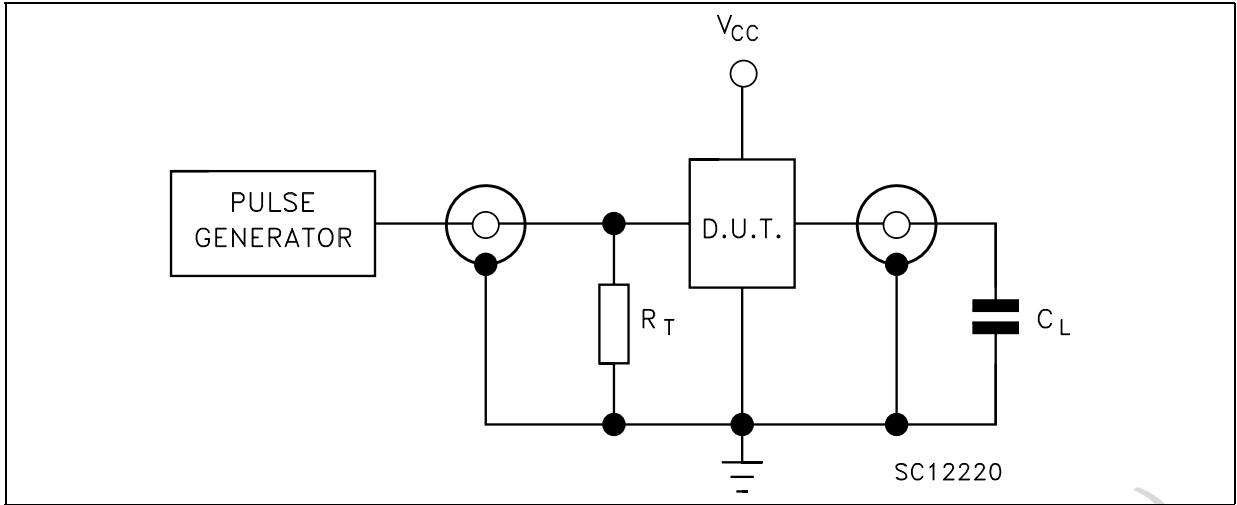 VCC
PULSE
GENERATOR
D.U.T.
RT
CL
SC12220